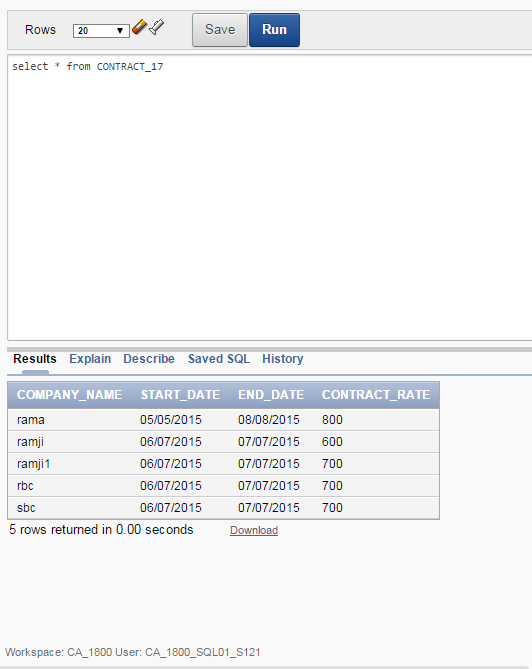 Rows 20 Save Run
select * from CONTRACT_17
Results Explain Describe Saved SQL History
COMPANY_NAME START_DATE END_DATE CONTRACT_RATE
rama 05/05/2015 08/08/2015 800
ramji 06/07/2015 07/07/2015 600
ramji1 06/07/2015 07/07/2015 700
rbc 06/07/2015 07/07/2015 700
sbc 06/07/2015 07/07/2015 700
5 rows returned in 0.00 seconds Download
Workspace: CA_1800 User: CA_1800_SQL01_S121